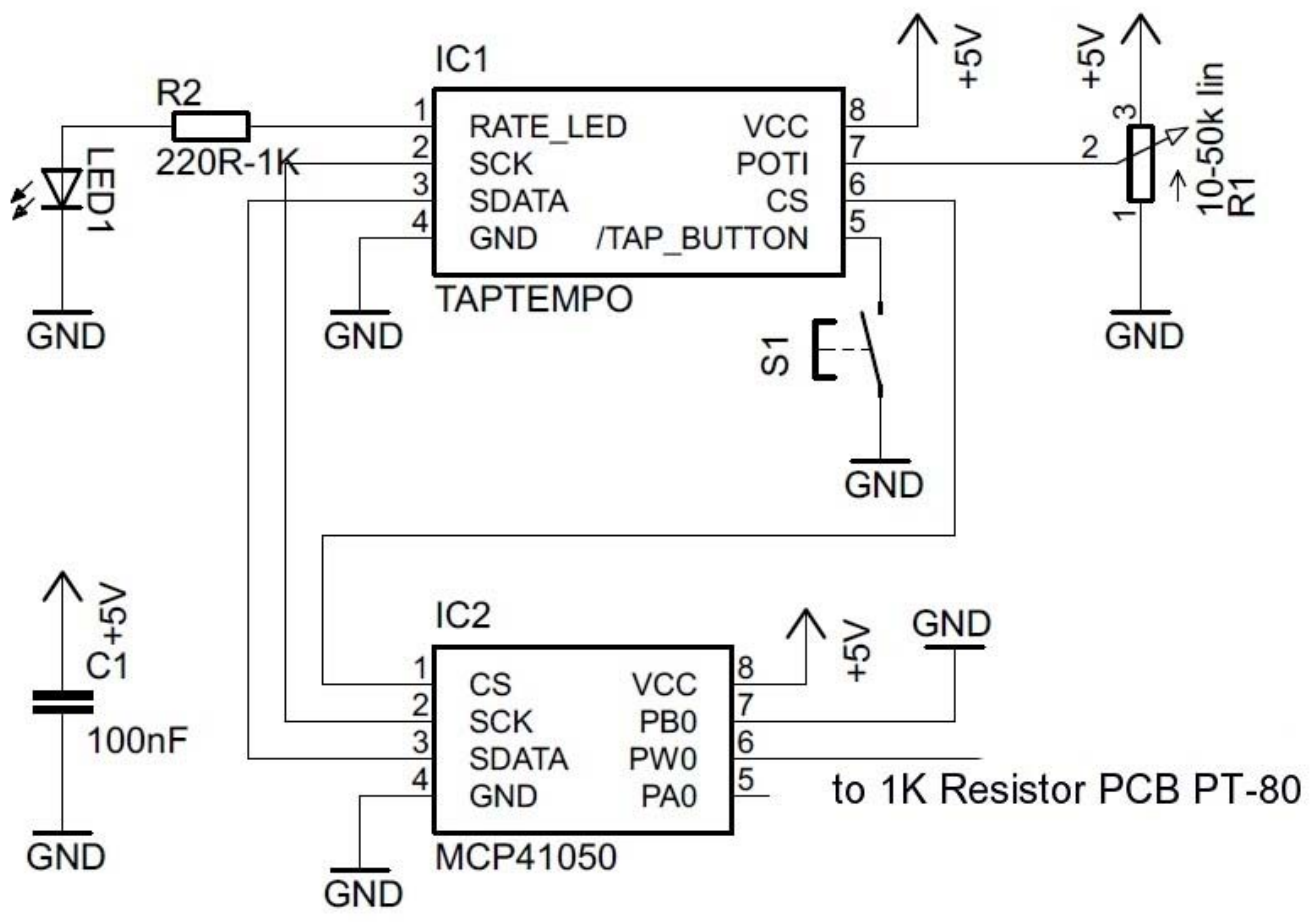 IC1
+5V
+5V
R2
220R-1K
LED1
1 RATE_LED VCC 8
2 SCK POTI 7
3 SDATA CS 6
4 GND /TAP_BUTTON 5
TAPTEMPO
3
2
1
10-50k lin
R1
GND
GND
GND
S1
GND
+5V
C1
100nF
GND
IC2
+5V
GND
1 CS VCC 8
2 SCK PB0 7
3 SDATA PW0 6
4 GND PA0 5
to 1K Resistor PCB PT-80
MCP41050
GND